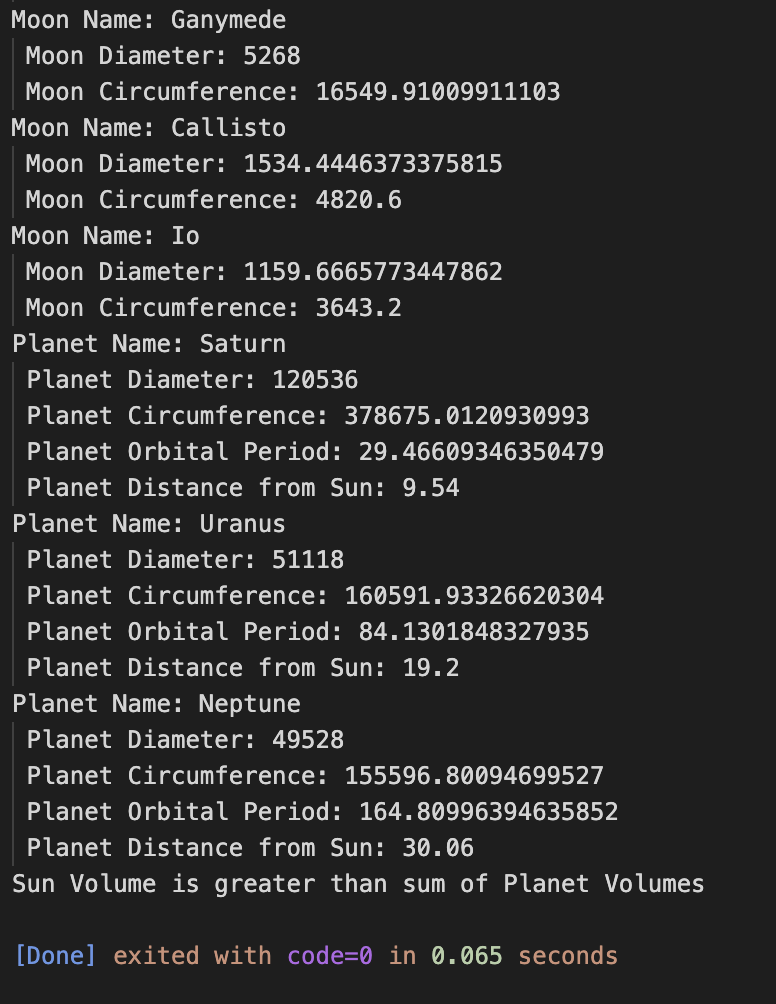 Moon Name: Ganymede
Moon Diameter: 5268
Moon Circumference: 16549.91009911103
Moon Name: Callisto
Moon Diameter: 1534.4446373375815
Moon Circumference: 4820.6
Moon Name: Io
Moon Diameter: 1159.6665773447862
Moon Circumference: 3643.2
Planet Name: Saturn
Planet Diameter: 120536
Planet Circumference: 378675.0120930993
Planet Orbital Period: 29.46609346350479
Planet Distance from Sun: 9.54
Planet Name: Uranus
Planet Diameter: 51118
Planet Circumference: 160591.93326620304
Planet Orbital Period: 84.1301848327935
Planet Distance from Sun: 19.2
Planet Name: Neptune
Planet Diameter: 49528
Planet Circumference: 155596.80094699527
Planet Orbital Period: 164.80996394635852
Planet Distance from Sun: 30.06
Sun Volume is greater than sum of Planet Volumes
[Done] exited with code=0 in 0.065 seconds